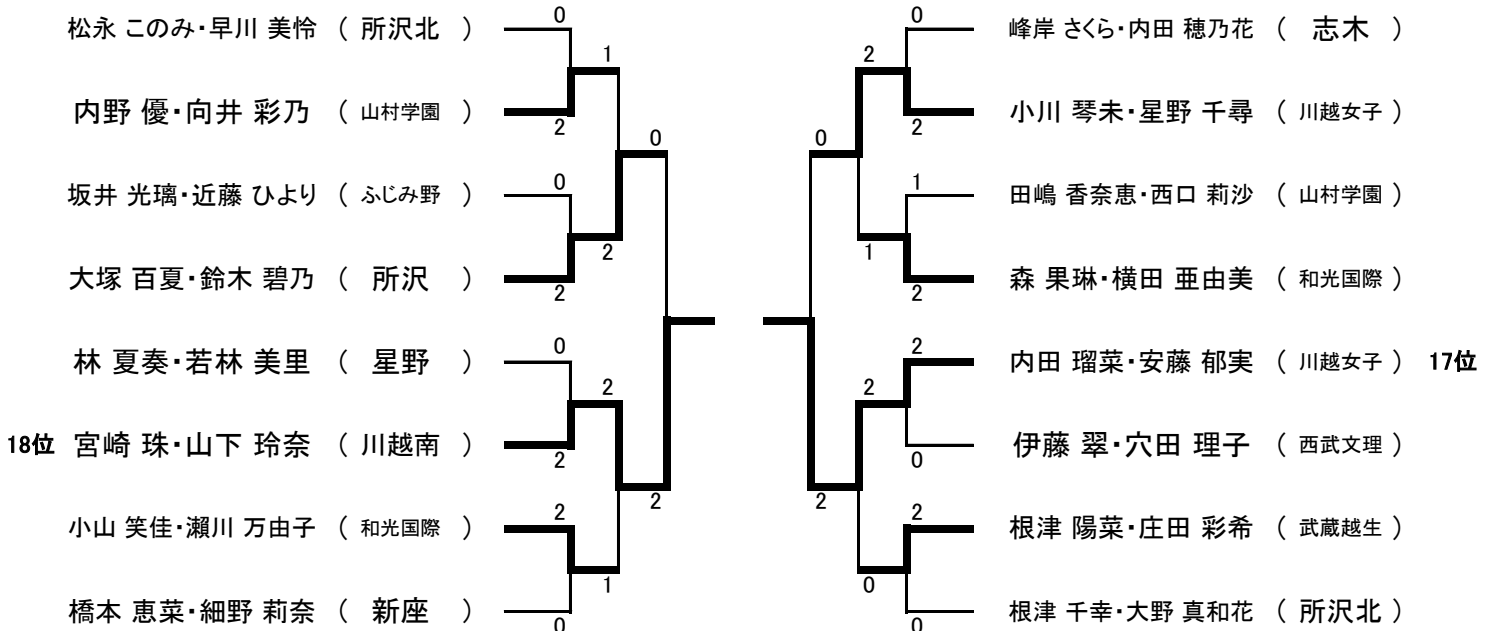 松永 このみ・早川 美怜 ( 所沢北 ) 0
1
内野 優・向井 彩乃 ( 山村学園 ) 2
0
坂井 光璃・近藤 ひより ( ふじみ野 ) 0
2
大塚 百夏・鈴木 碧乃 ( 所沢 ) 2
林 夏奏・若林 美里 ( 星野 ) 0
2
18位 宮崎 珠・山下 玲奈 ( 川越南 ) 2
2
小山 笑佳・瀨川 万由子 ( 和光国際 ) 2
1
橋本 恵菜・細野 莉奈 ( 新座 ) 0
0 峰岸 さくら・内田 穂乃花 ( 志木 )
2
2 小川 琴未・星野 千尋 ( 川越女子 )
0
1 田嶋 香奈恵・西口 莉沙 ( 山村学園 )
1
2 森 果琳・横田 亜由美 ( 和光国際 )
2 内田 瑠菜・安藤 郁実 ( 川越女子 ) 17位
2
0 伊藤 翠・穴田 理子 ( 西武文理 )
2
2 根津 陽菜・庄田 彩希 ( 武蔵越生 )
0
0 根津 千幸・大野 真和花 ( 所沢北 )